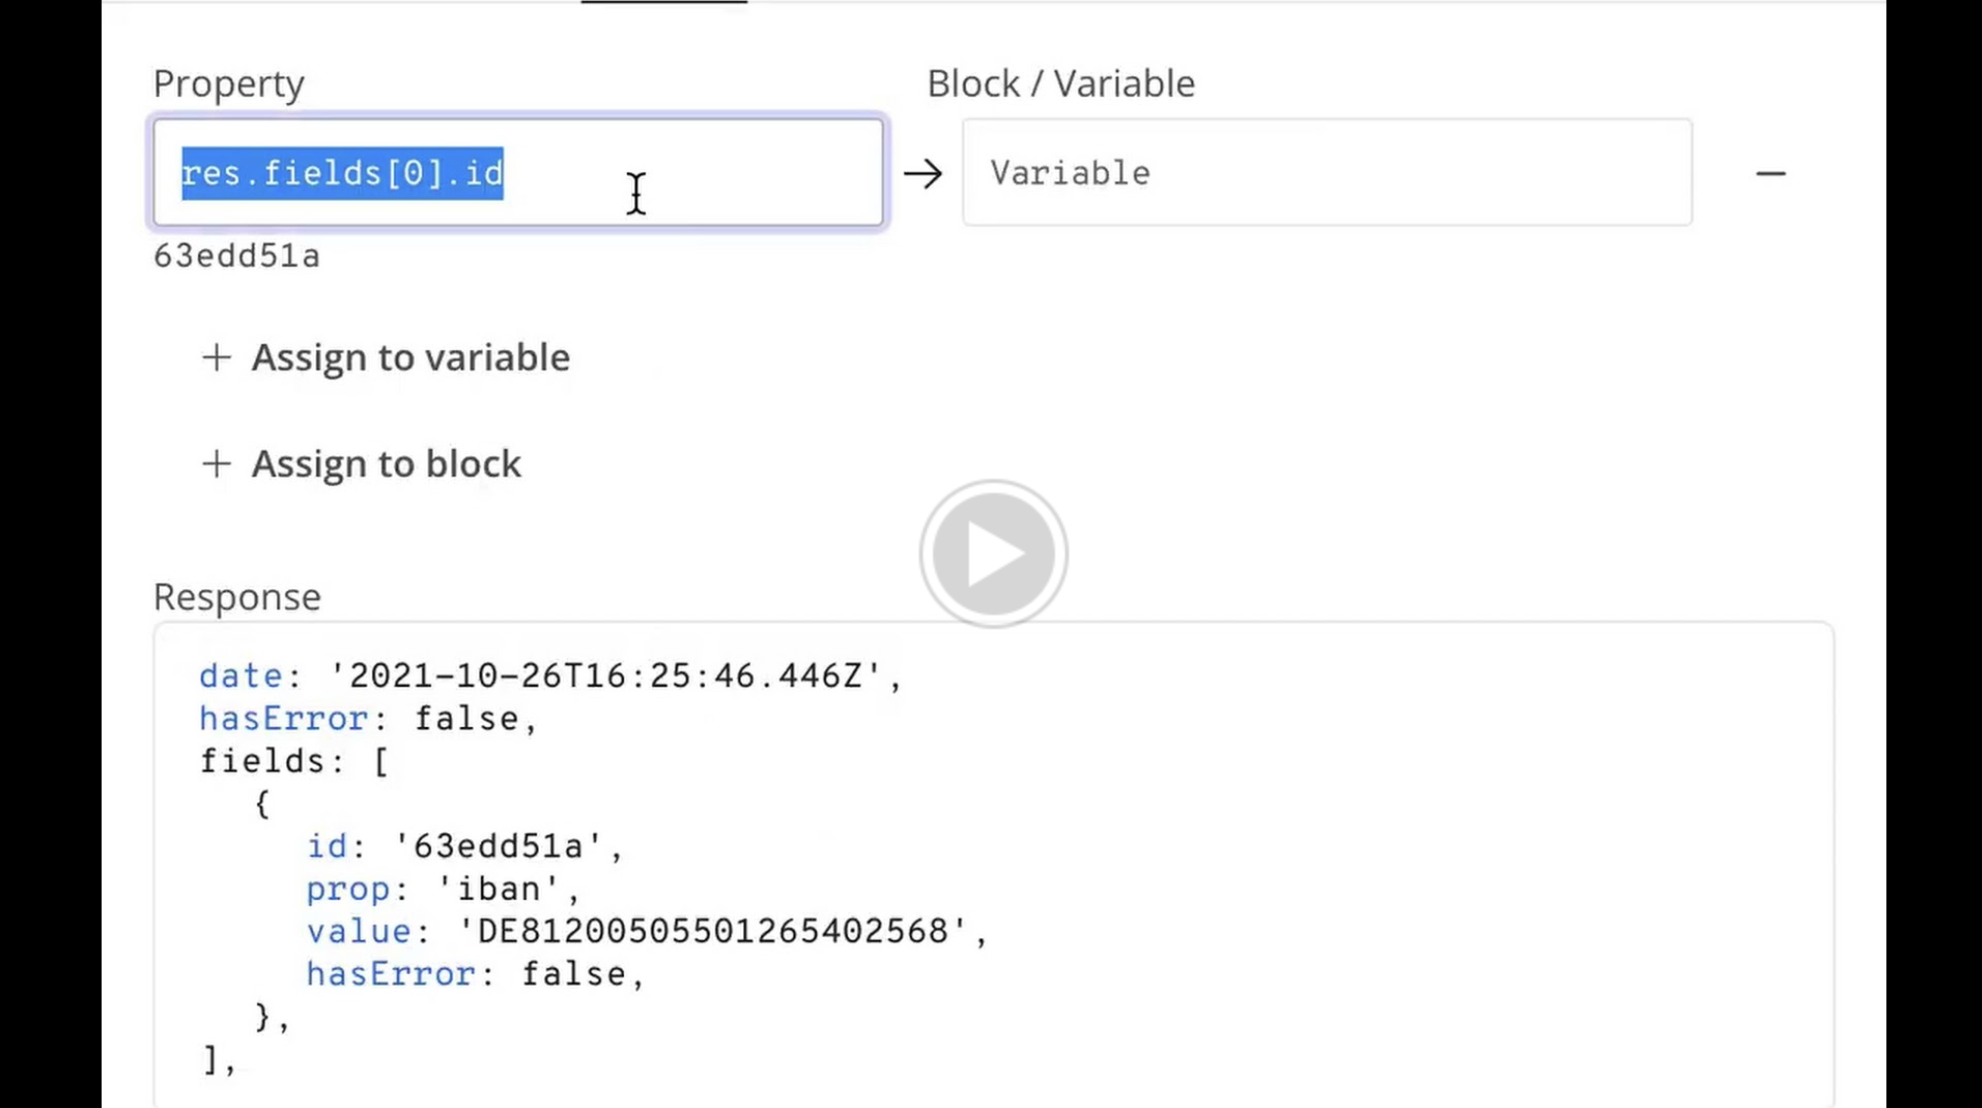 Property
Block / Variable
res.fields[0].id
→
Variable
63edd51a
+ Assign to variable
+ Assign to block
Response
date: '2021-10-26T16:25:46.446Z',
hasError: false,
fields: [
{
id: '63edd51a',
prop: 'iban',
value: 'DE81200505501265402568',
hasError: false,
},
],